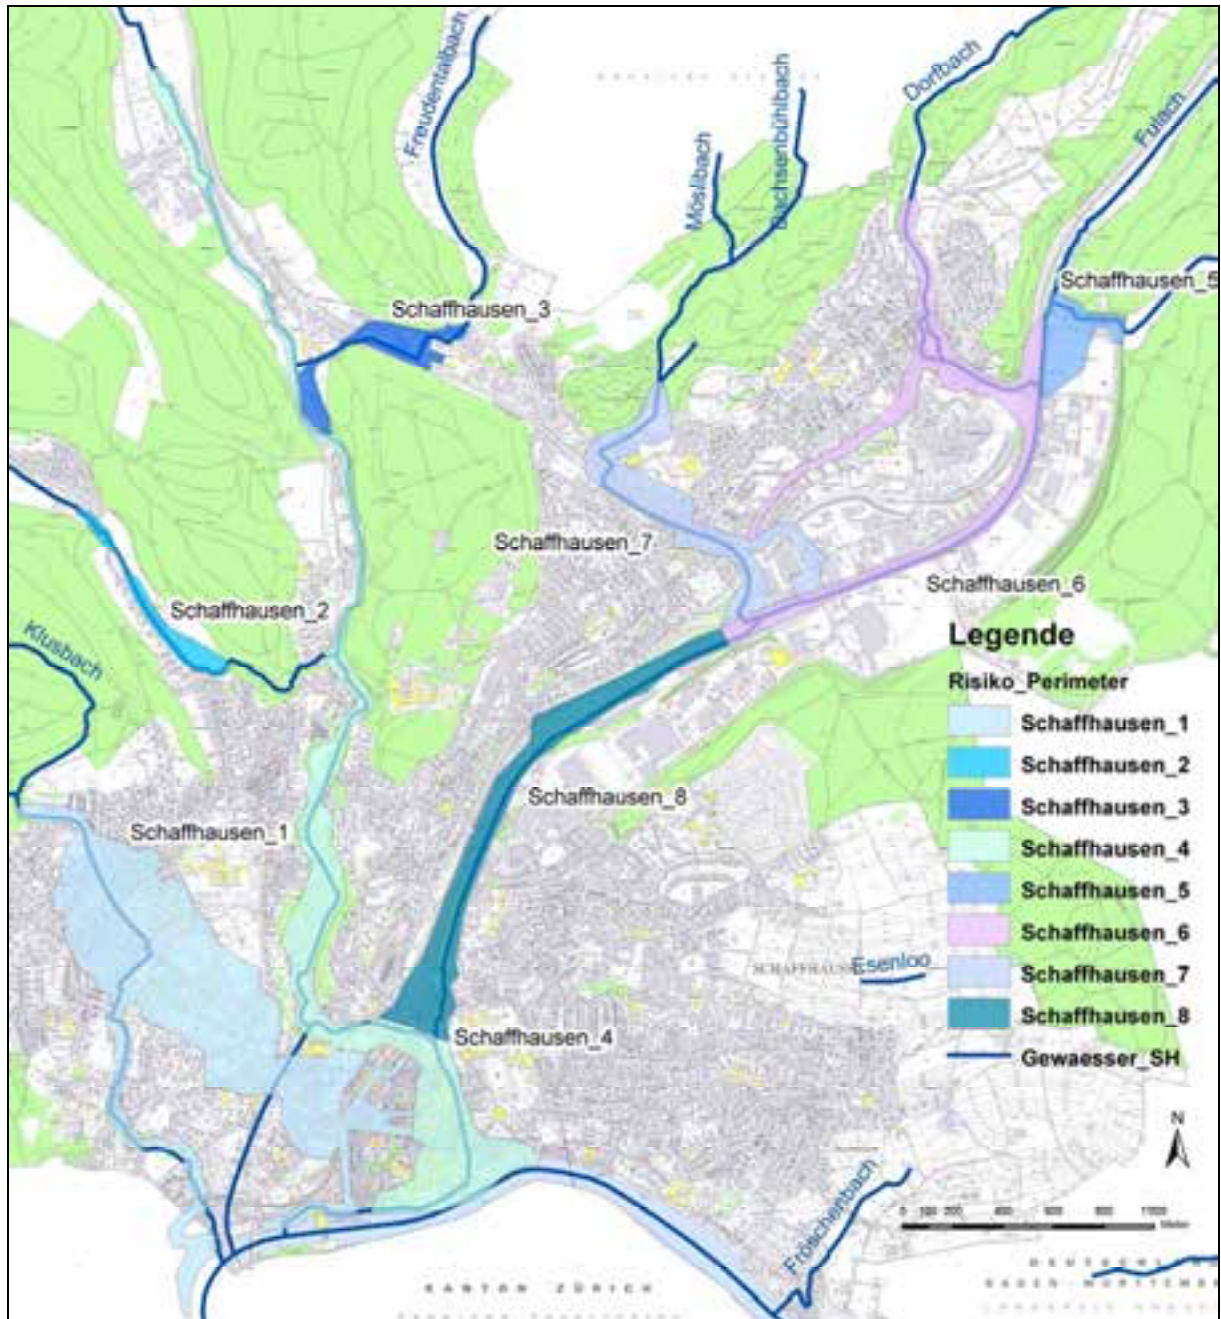 Freudentalbach
Mösilbach
Dachsenbühlbach
Dorfbach
Fulach
Schaffhausen_5
Schaffhausen_3
Schaffhausen_7
Schaffhausen_6
Schaffhausen_2
Klusbach
Schaffhausen_8
Schaffhausen_1
Esenloo
Schaffhausen_4
Fröschenbach
Legende
Risiko_Perimeter
Schaffhausen_1
Schaffhausen_2
Schaffhausen_3
Schaffhausen_4
Schaffhausen_5
Schaffhausen_6
Schaffhausen_7
Schaffhausen_8
Gewaesser_SH
N
KANTON ZÜRICH